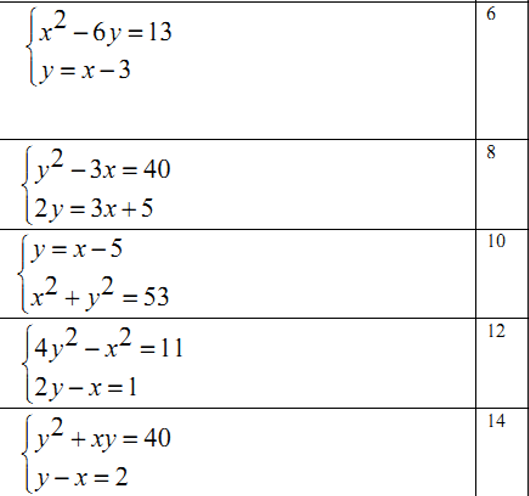 x² − 6y = 13 6
y = x − 3
y² − 3x = 40 8
2y = 3x + 5
y = x − 5 10
x² + y² = 53
4y² − x² = 11 12
2y − x = 1
y² + xy = 40 14
y − x = 2